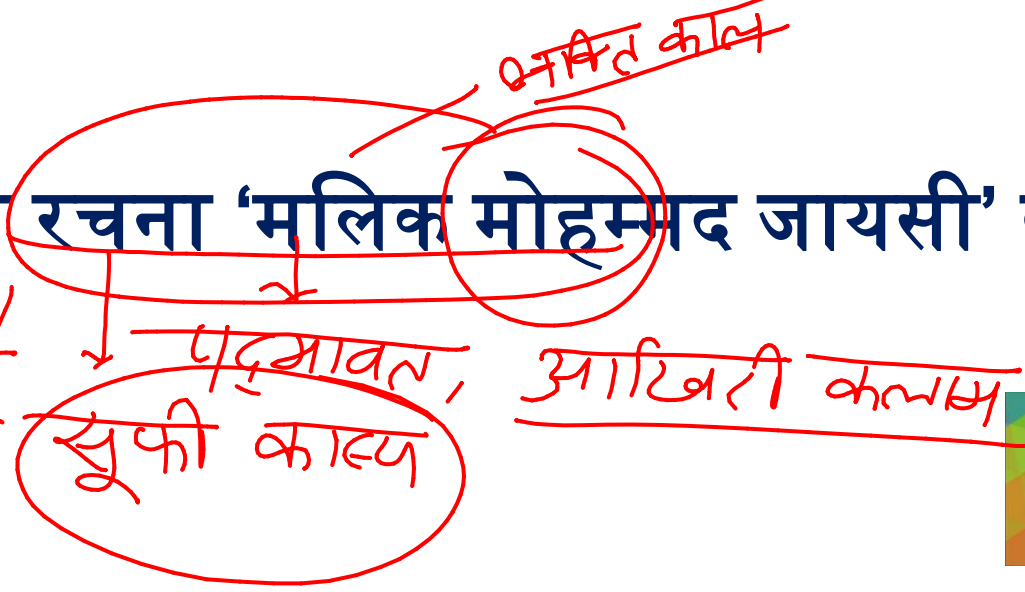 भक्ति काल
रचना ‘मलिक मोहम्मद जायसी’
पद्मावत, आखिरी कलाम
सूफी काव्य